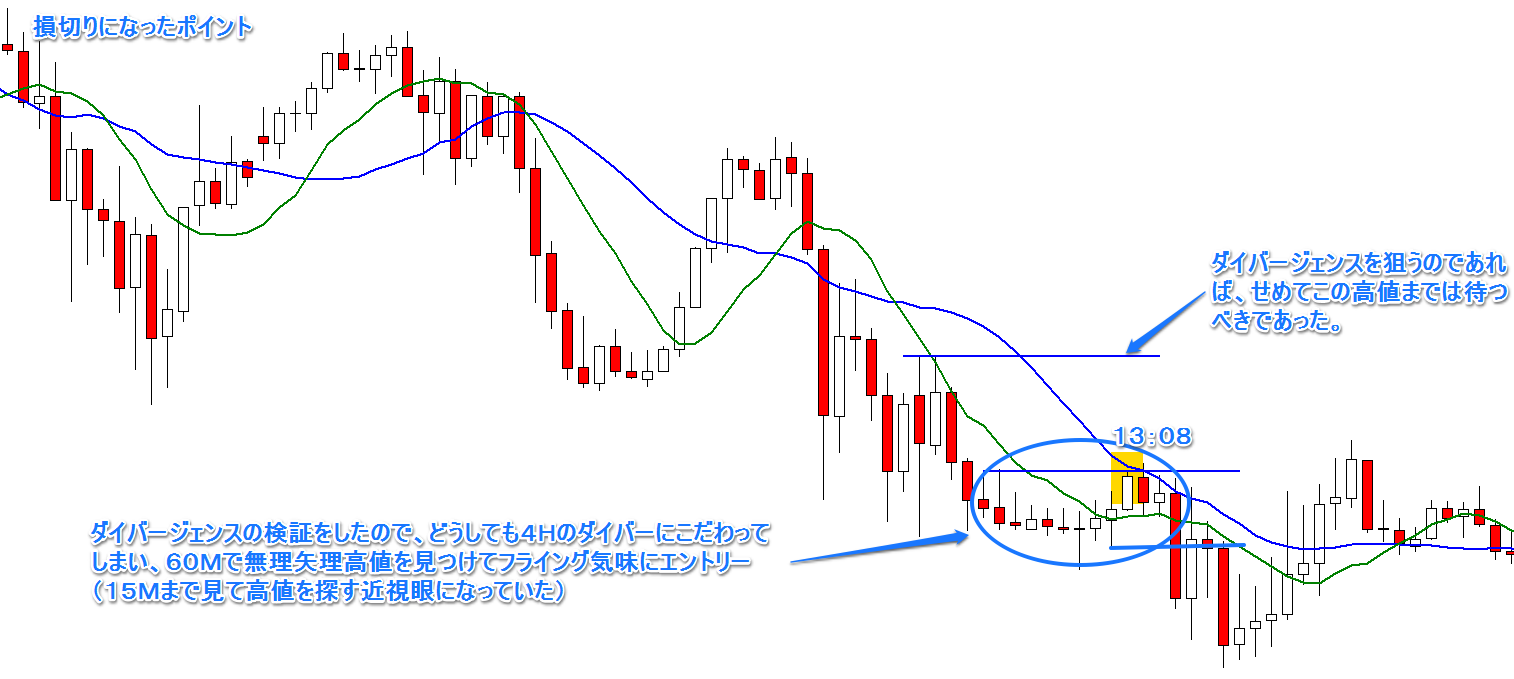 損切りになったポイント
ダイバージェンスを狙うのであれ
ば、せめてこの高値までは待つ
べきであった。
13:08
ダイバージェンスの検証をしたので、どうしても4Hのダイバーにこだわって
しまい、60Mで無理矢理高値を見つけてフライング気味にエントリー
（15Mまで見て高値を探す近視眼になっていた）